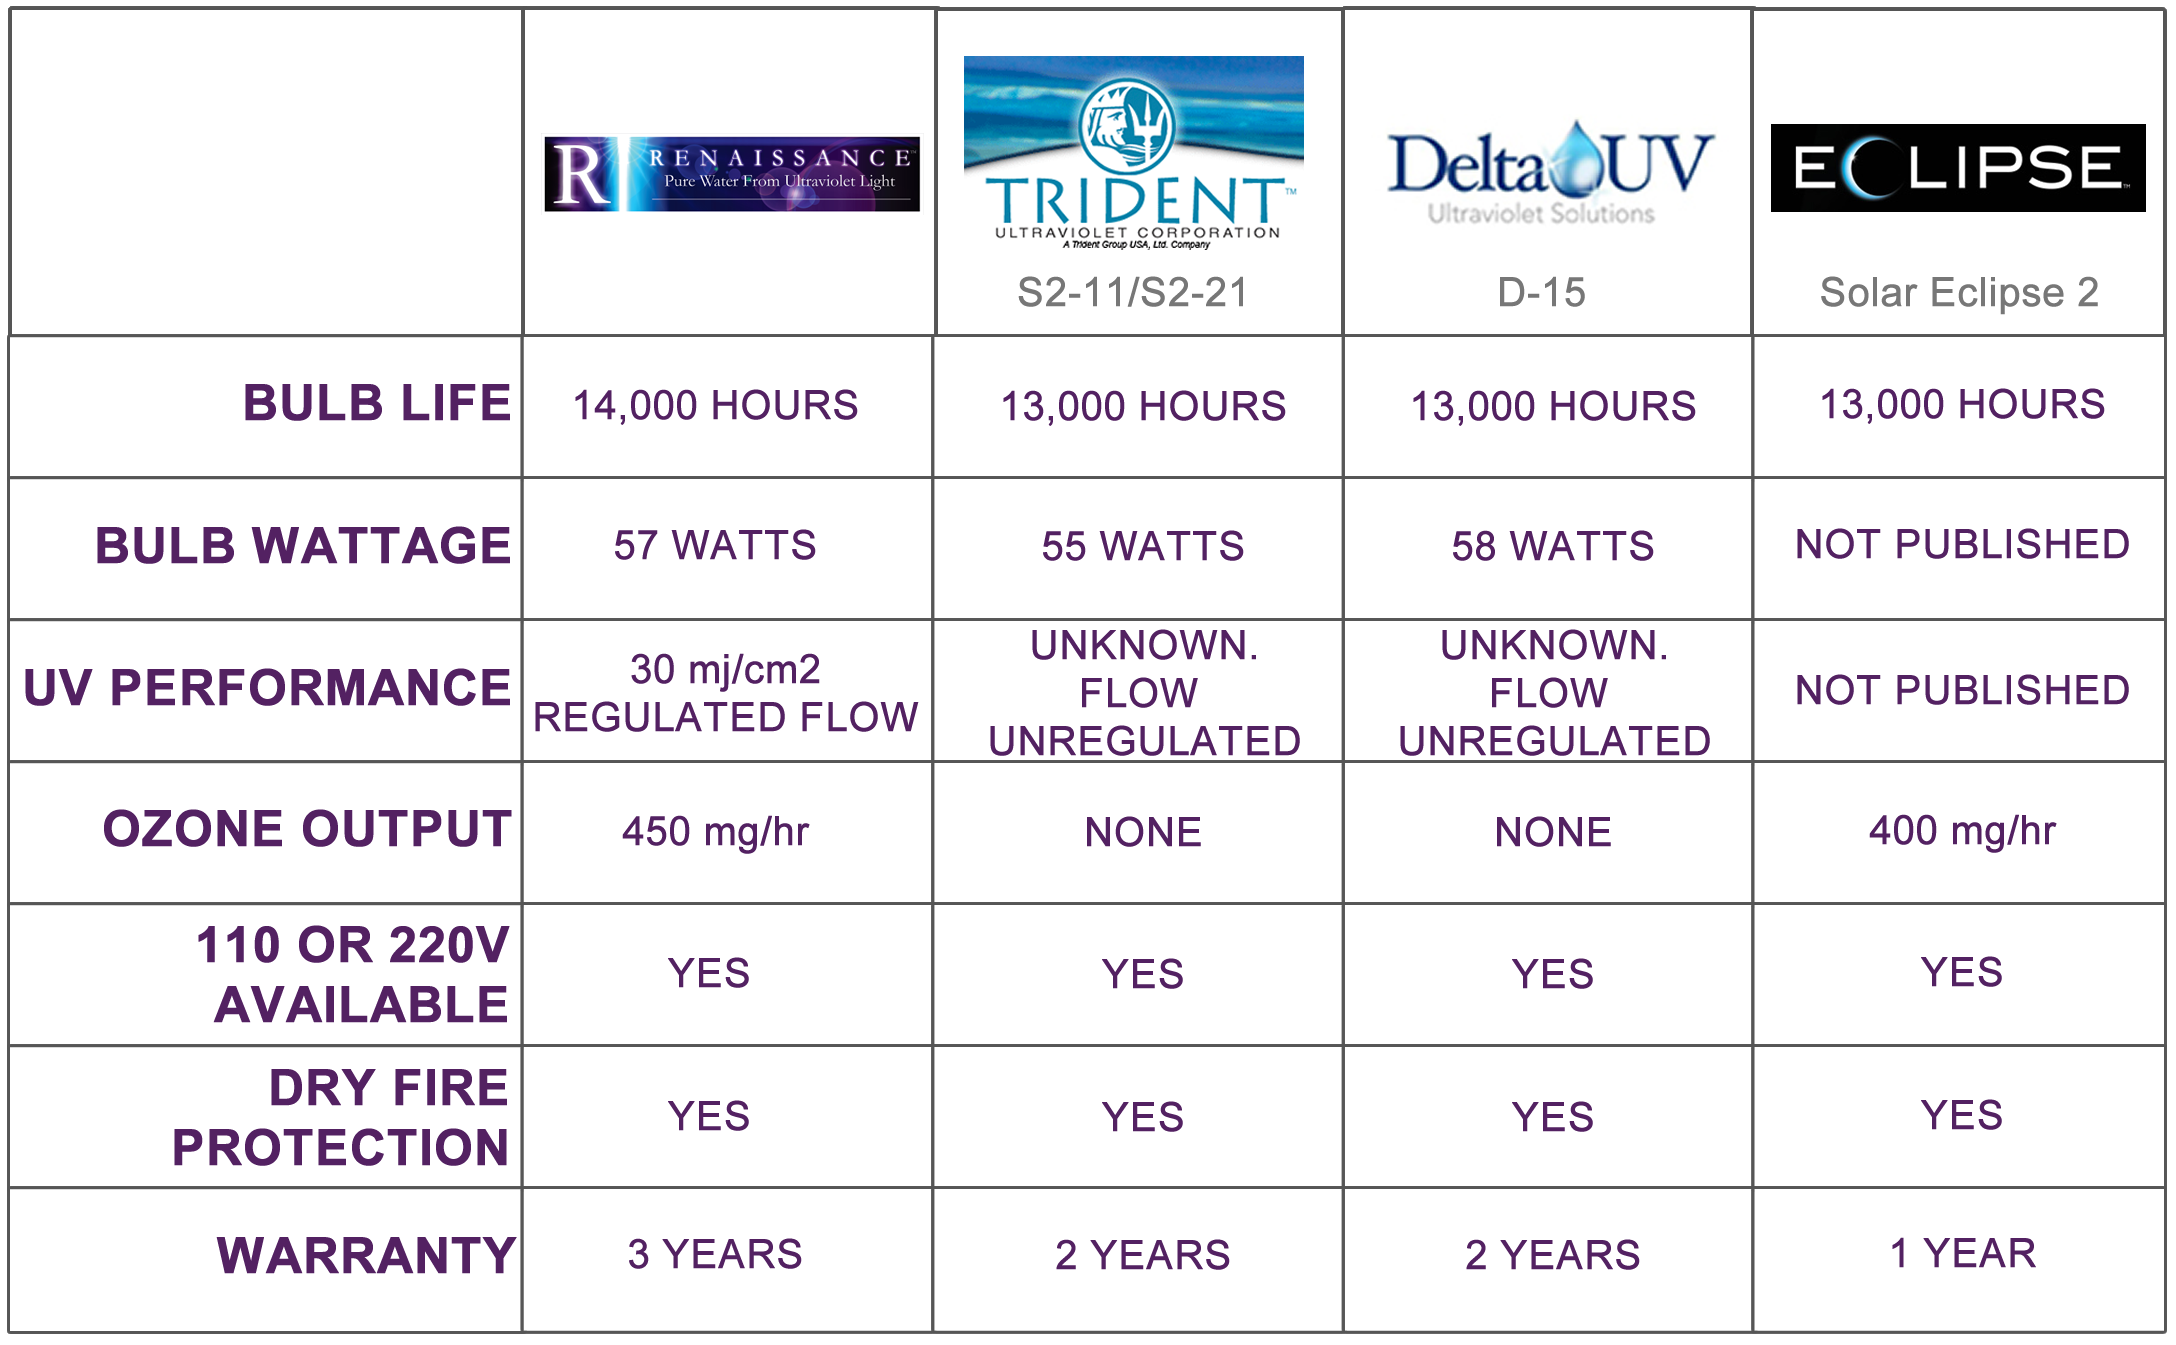 R RENAISSANCE™
Pure Water From Ultraviolet Light
TRIDENT™
ULTRAVIOLET CORPORATION
A Trident Group USA, Ltd. Company
S2-11/S2-21
Delta UV
Ultraviolet Solutions
D-15
ECLIPSE™
Solar Eclipse 2
BULB LIFE
14,000 HOURS
13,000 HOURS
13,000 HOURS
13,000 HOURS
BULB WATTAGE
57 WATTS
55 WATTS
58 WATTS
NOT PUBLISHED
UV PERFORMANCE
30 mj/cm2
REGULATED FLOW
UNKNOWN.
FLOW
UNREGULATED
UNKNOWN.
FLOW
UNREGULATED
NOT PUBLISHED
OZONE OUTPUT
450 mg/hr
NONE
NONE
400 mg/hr
110 OR 220V
AVAILABLE
YES
YES
YES
YES
DRY FIRE
PROTECTION
YES
YES
YES
YES
WARRANTY
3 YEARS
2 YEARS
2 YEARS
1 YEAR